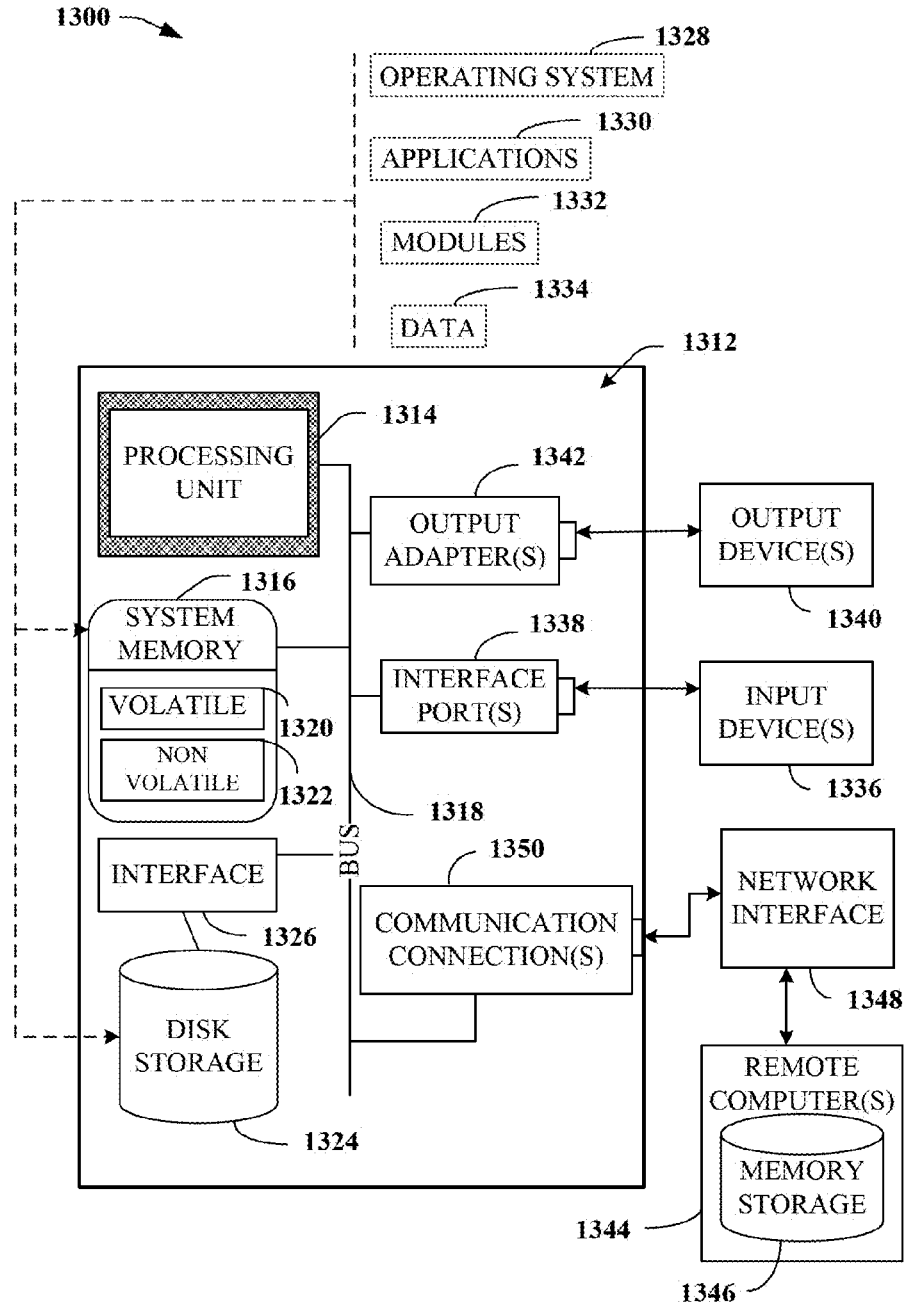 1300
1328
OPERATING SYSTEM
1330
APPLICATIONS
1332
MODULES
1334
DATA
1312
1314
PROCESSING
UNIT
1342
OUTPUT
ADAPTER(S)
OUTPUT
DEVICE(S)
1340
1316
SYSTEM
MEMORY
1338
INTERFACE
PORT(S)
INPUT
DEVICE(S)
1336
VOLATILE
1320
NON
VOLATILE
1322
1318
BUS
1350
INTERFACE
1326
COMMUNICATION
CONNECTION(S)
NETWORK
INTERFACE
1348
DISK
STORAGE
1324
REMOTE
COMPUTER(S)
MEMORY
STORAGE
1344
1346